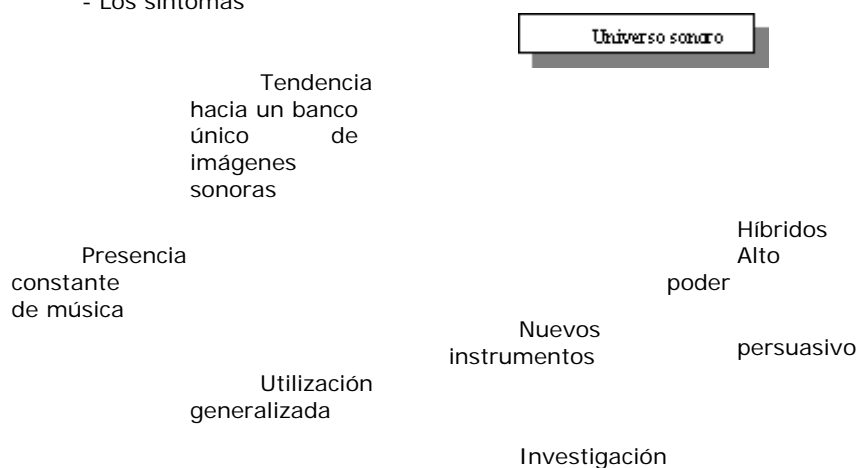 - Los síntomas
Universo sonoro
Tendencia
hacia un banco
único de
imágenes
sonoras
Presencia
constante
de música
Híbridos
Alto
poder
persuasivo
Nuevos
instrumentos
Utilización
generalizada
Investigación